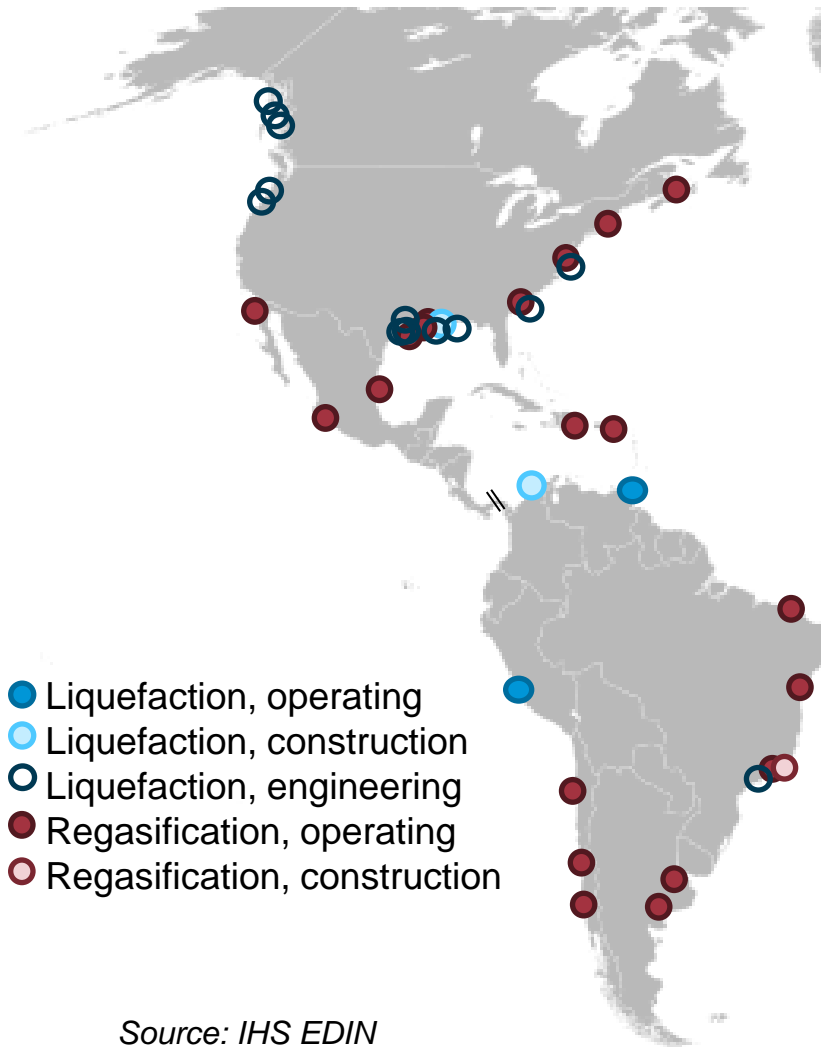 Liquefaction, operating
Liquefaction, construction
Liquefaction, engineering
Regasification, operating
Regasification, construction
Source: IHS EDIN